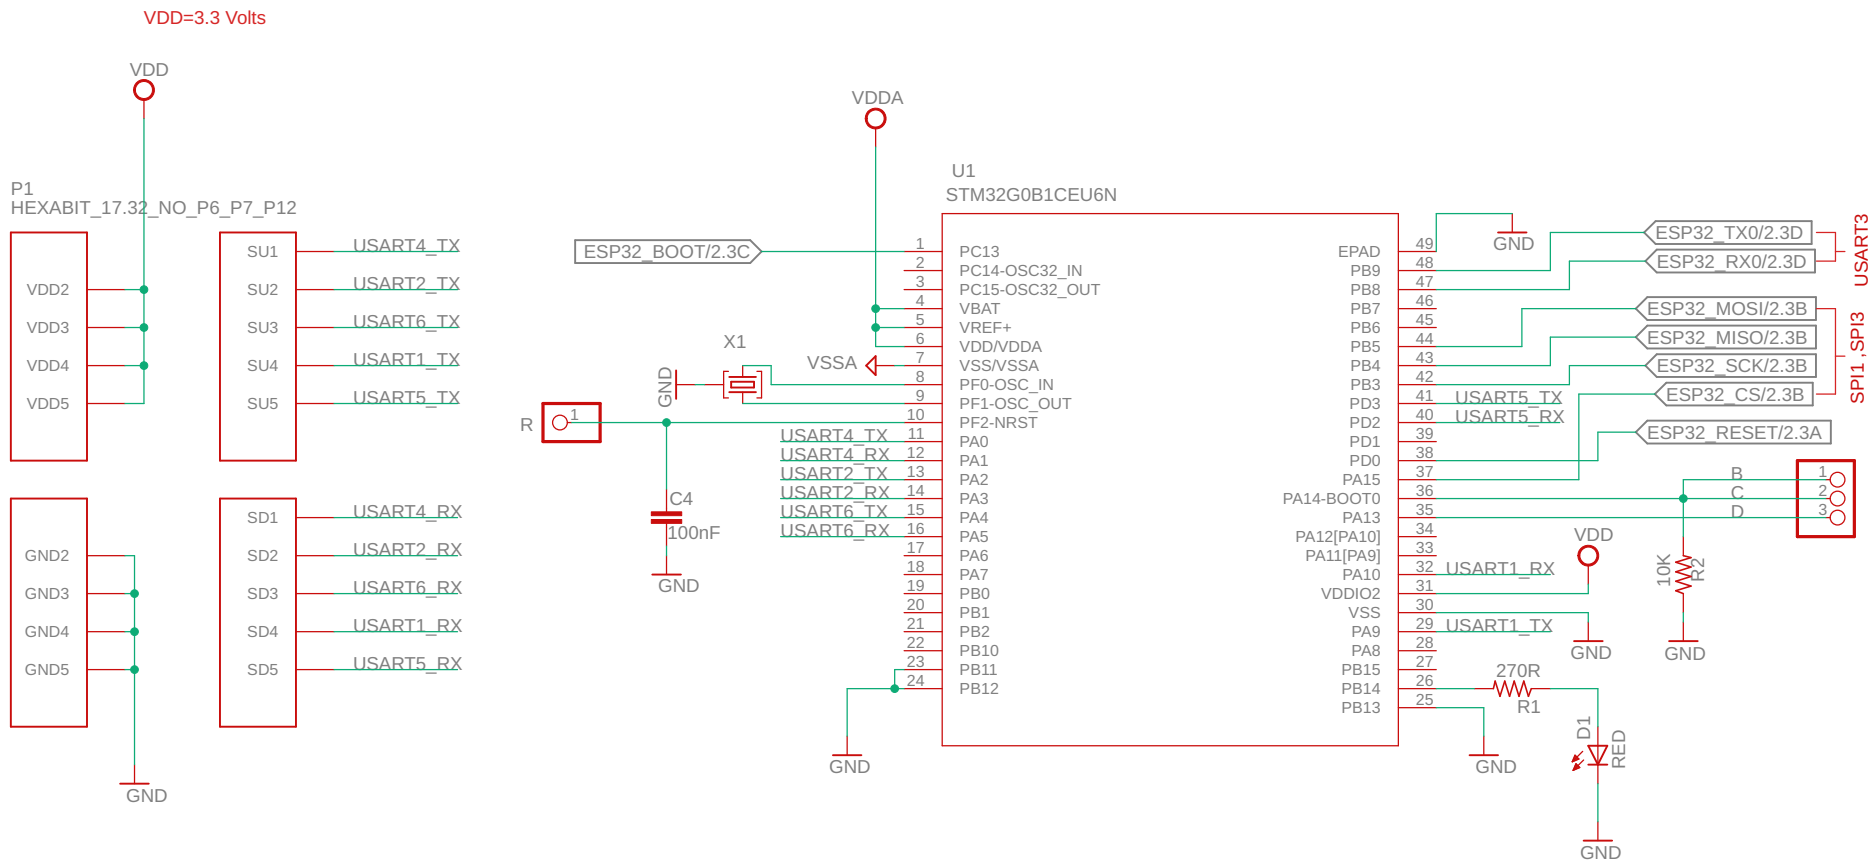 VDD=3.3 Volts
VDD
P1
HEXABIT_17.32_NO_P6_P7_P12
VDD2
VDD3
VDD4
VDD5
SU1 USART4_TX
SU2 USART2_TX
SU3 USART6_TX
SU4 USART1_TX
SU5 USART5_TX
GND2
GND3
GND4
GND5
GND
SD1 USART4_RX
SD2 USART2_RX
SD3 USART6_RX
SD4 USART1_RX
SD5 USART5_RX
VDDA
U1
STM32G0B1CEU6N
ESP32_BOOT/2.3C
X1
VSSA
GND
R
1
C4
100nF
GND
USART4_TX
USART4_RX
USART2_TX
USART2_RX
USART6_TX
USART6_RX
GND
1 PC13
2 PC14-OSC32_IN
3 PC15-OSC32_OUT
4 VBAT
5 VREF+
6 VDD/VDDA
7 VSS/VSSA
8 PF0-OSC_IN
9 PF1-OSC_OUT
10 PF2-NRST
11 PA0
12 PA1
13 PA2
14 PA3
15 PA4
16 PA5
17 PA6
18 PA7
19 PB0
20 PB1
21 PB2
22 PB10
23 PB11
24 PB12
EPAD 49
PB9 48
PB8 47
PB7 46
PB6 45
PB5 44
PB4 43
PB3 42
PD3 41
PD2 40
PD1 39
PD0 38
PA15 37
PA14-BOOT0 36
PA13 35
PA12[PA10] 34
PA11[PA9] 33
PA10 32
VDDIO2 31
VSS 30
PA9 29
PA8 28
PB15 27
PB14 26
PB13 25
GND
ESP32_TX0/2.3D
ESP32_RX0/2.3D
USART3
ESP32_MOSI/2.3B
ESP32_MISO/2.3B
ESP32_SCK/2.3B
ESP32_CS/2.3B
SPI1,SPI3
USART5_TX
USART5_RX
ESP32_RESET/2.3A
B 1
C 2
D 3
VDD
USART1_RX
10K
R2
USART1_TX
GND
GND
270R
R1
D1
RED
GND
GND